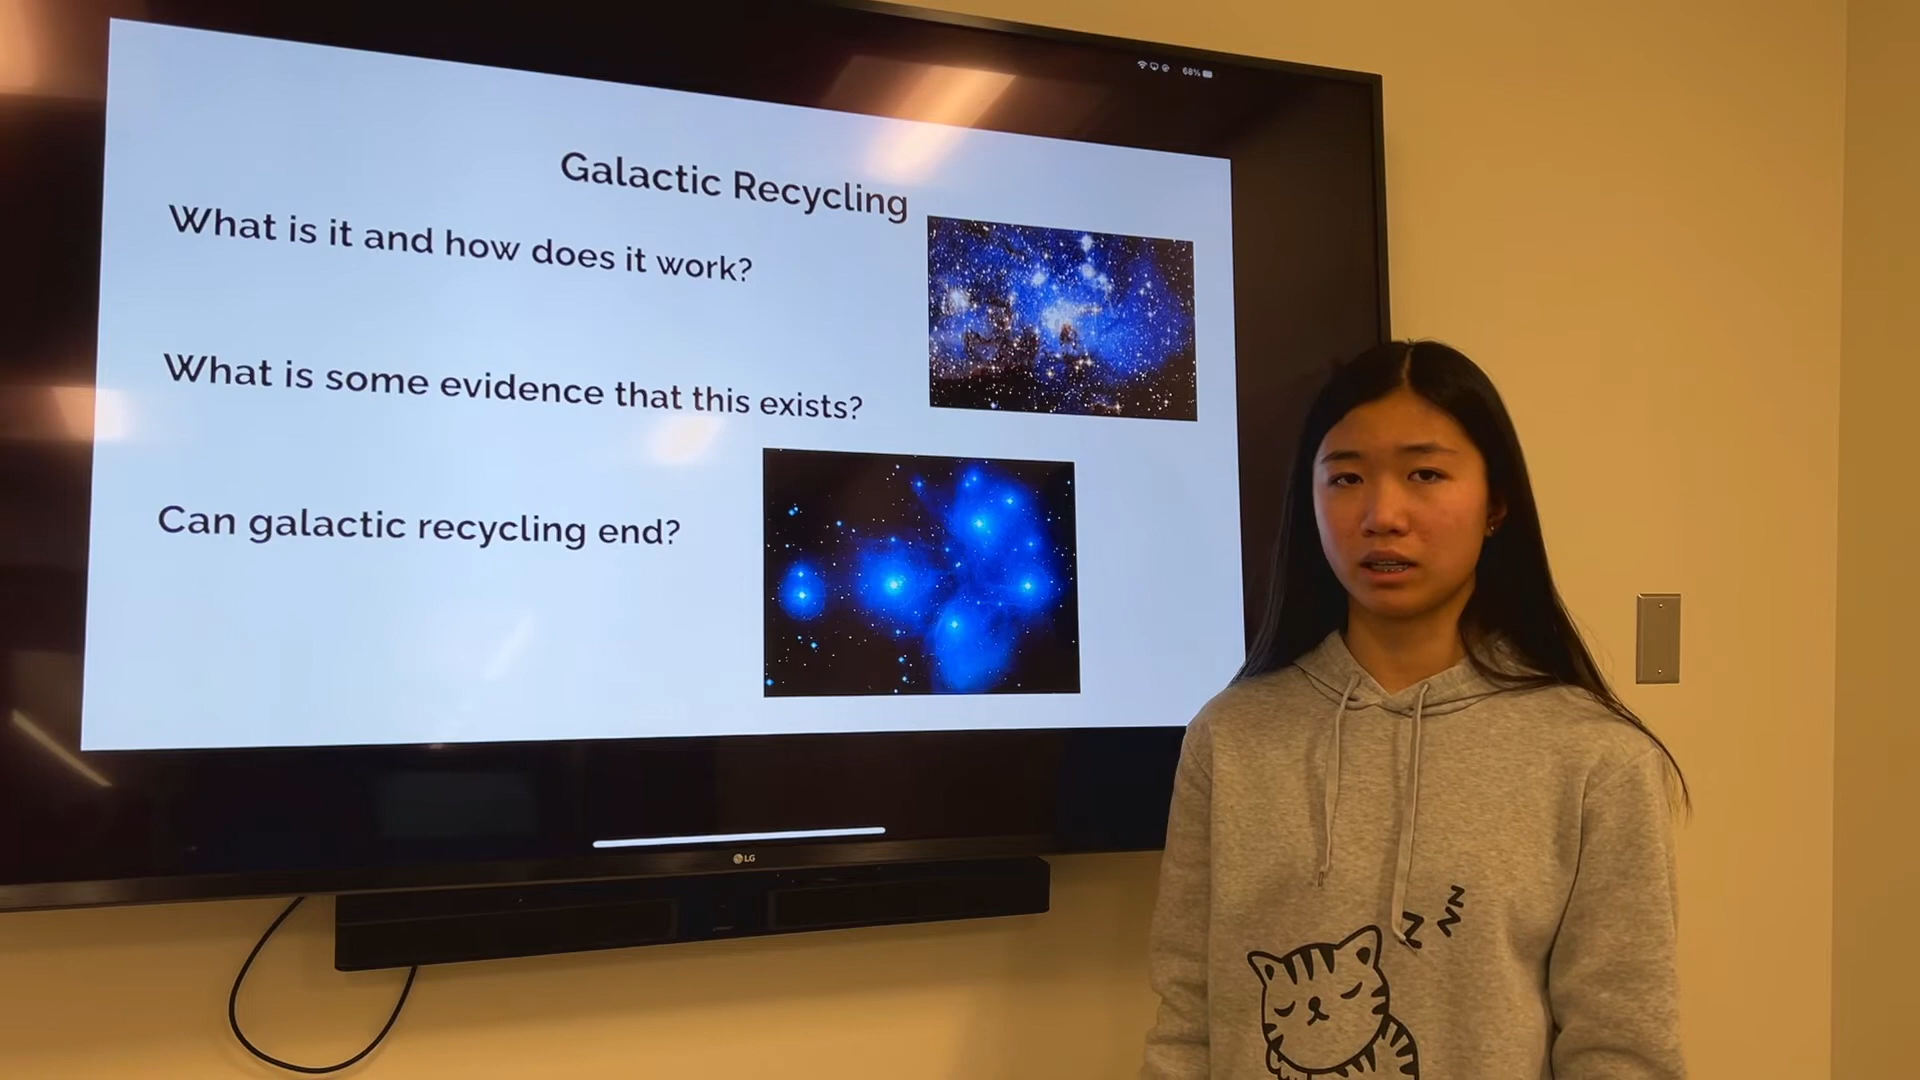 68%
Galactic Recycling
What is it and how does it work?
What is some evidence that this exists?
Can galactic recycling end?
LG
z z